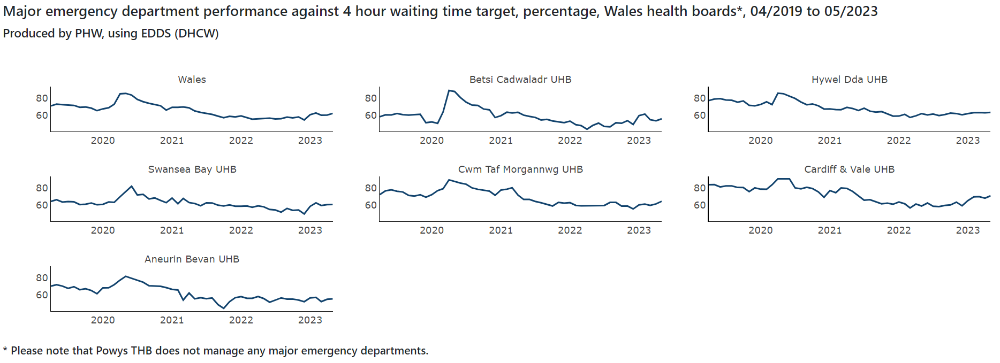 Major emergency department performance against 4 hour waiting time target, percentage, Wales health boards*, 04/2019 to 05/2023
Produced by PHW, using EDDS (DHCW)
Wales
80
60
2020 2021 2022 2023
Betsi Cadwaladr UHB
80
60
2020 2021 2022 2023
Hywel Dda UHB
80
60
2020 2021 2022 2023
Swansea Bay UHB
80
60
2020 2021 2022 2023
Cwm Taf Morgannwg UHB
80
60
2020 2021 2022 2023
Cardiff & Vale UHB
80
60
2020 2021 2022 2023
Aneurin Bevan UHB
80
60
2020 2021 2022 2023
* Please note that Powys THB does not manage any major emergency departments.